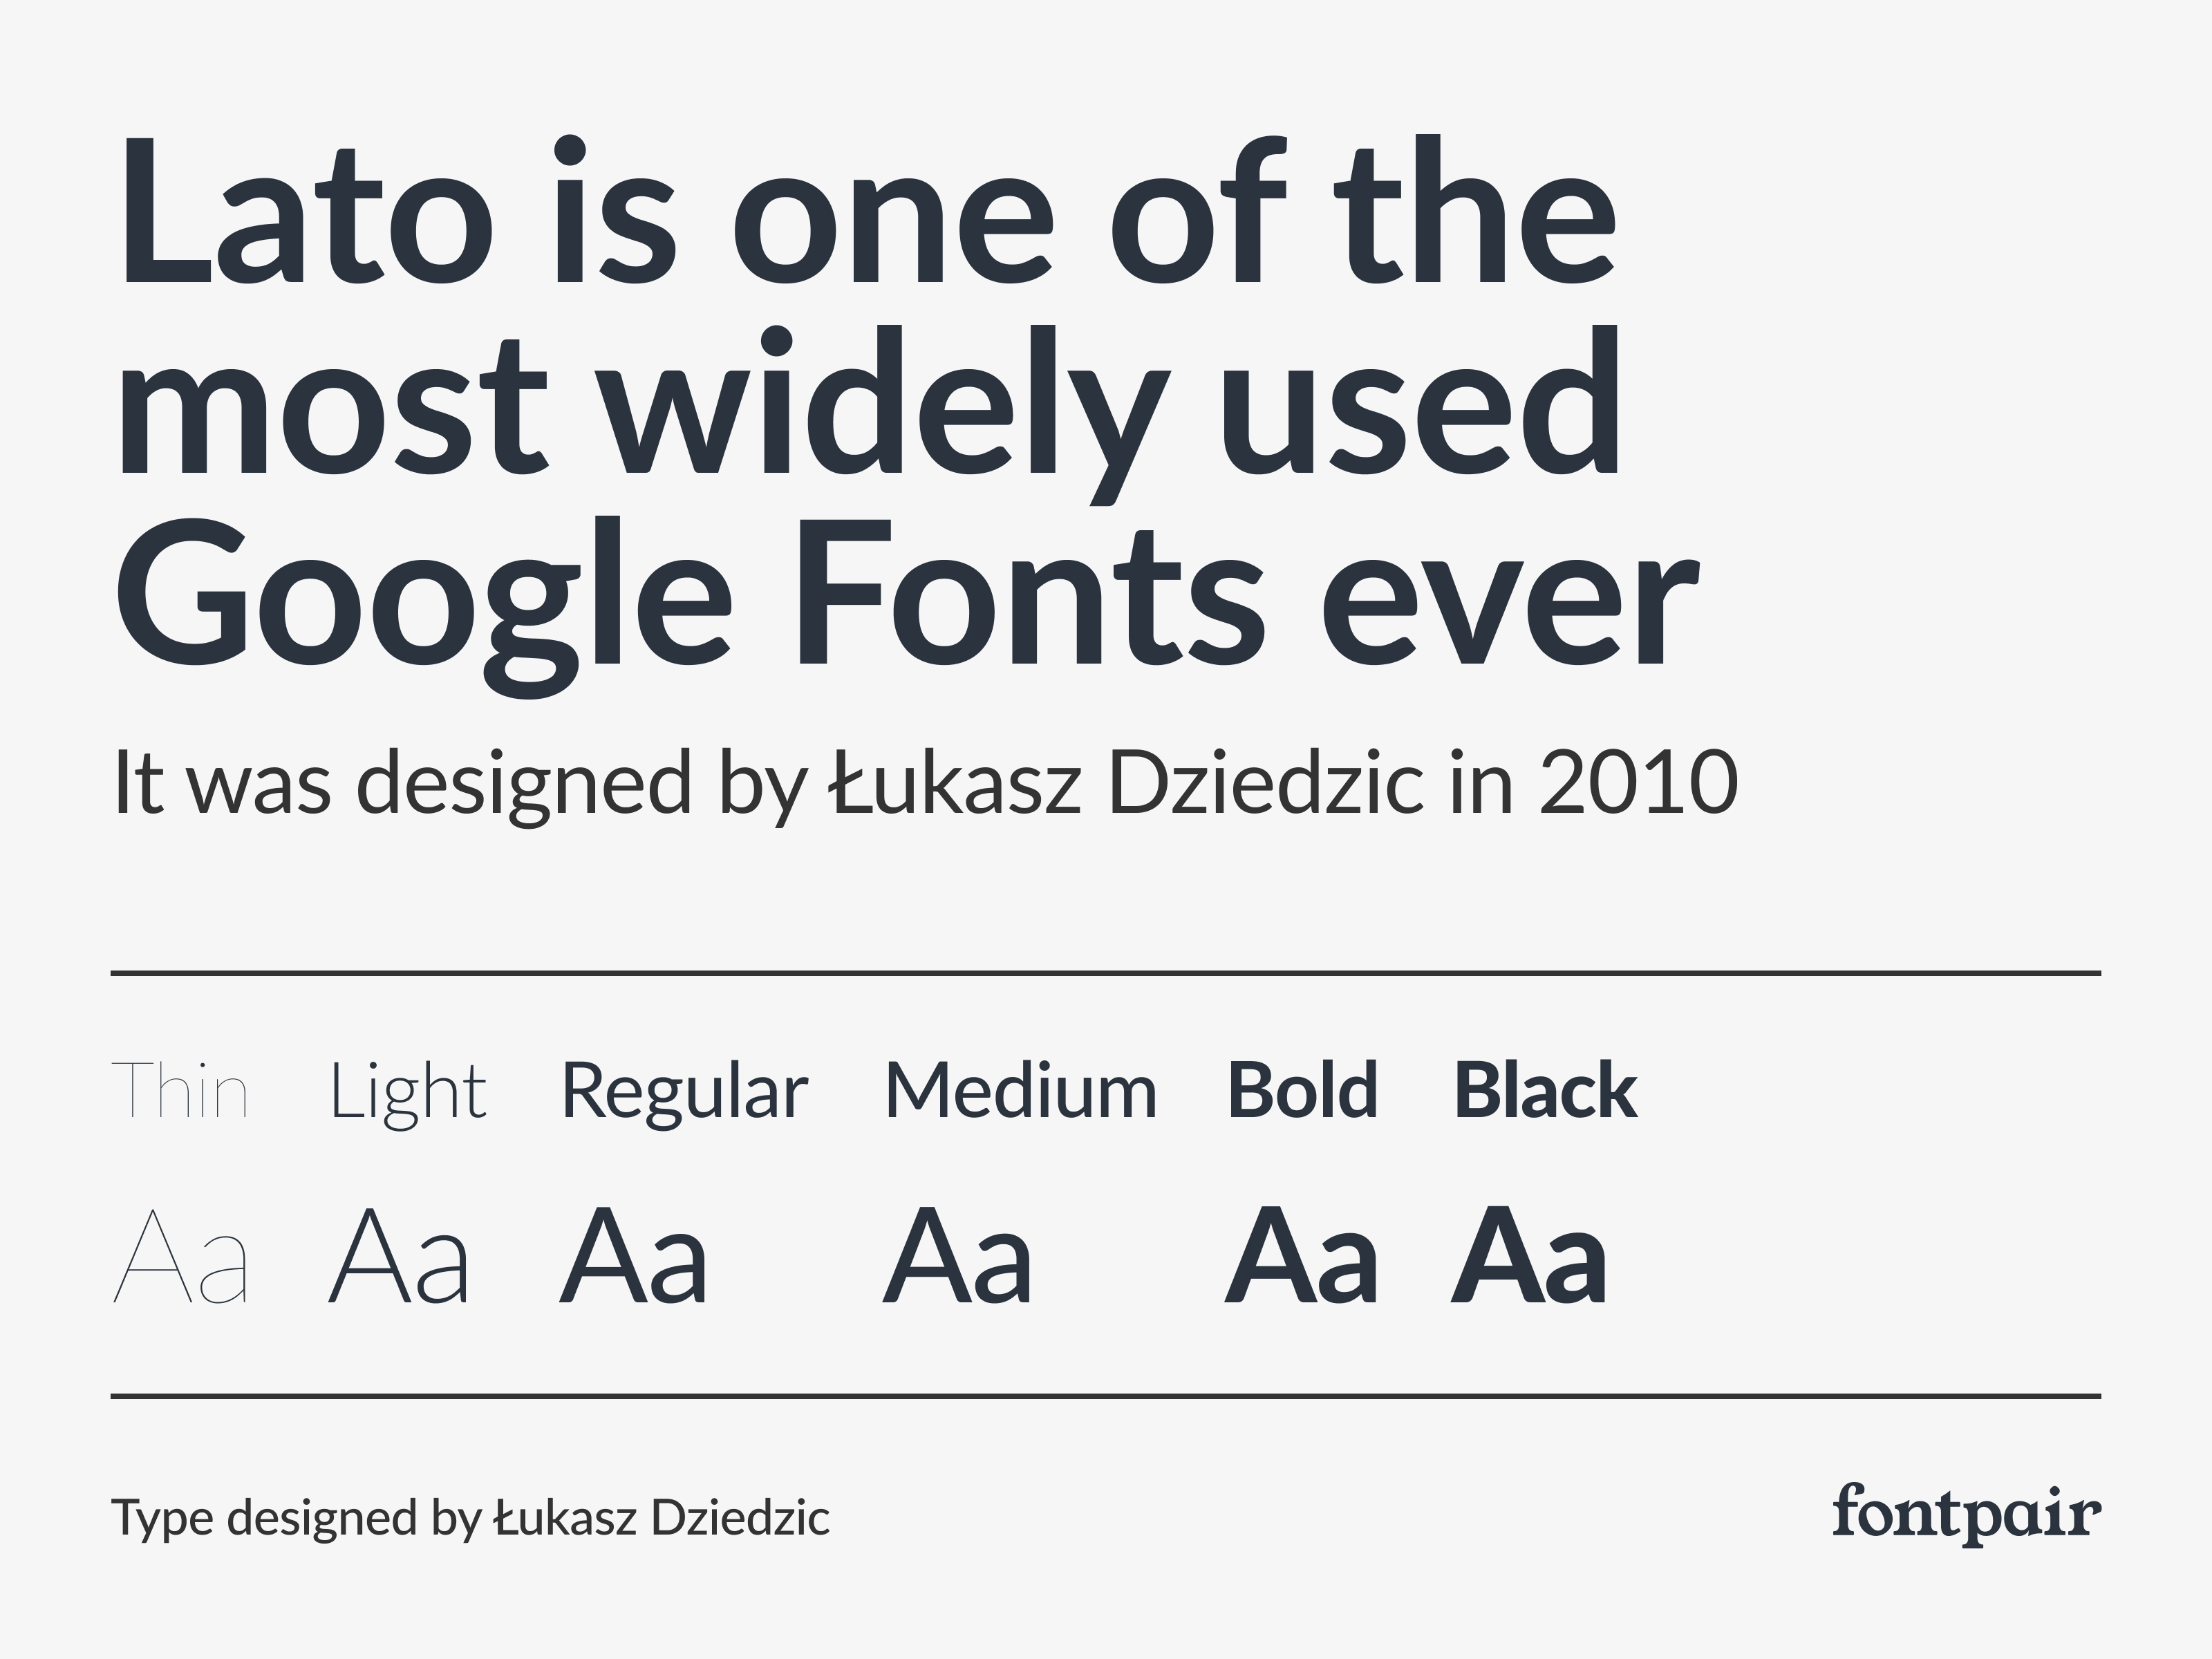 Lato is one of the
most widely used
Google Fonts ever
It was designed by Łukasz Dziedzic in 2010
Thin Light Regular Medium Bold Black
Aa Aa Aa Aa Aa Aa
Type designed by Łukasz Dziedzic
fontpair